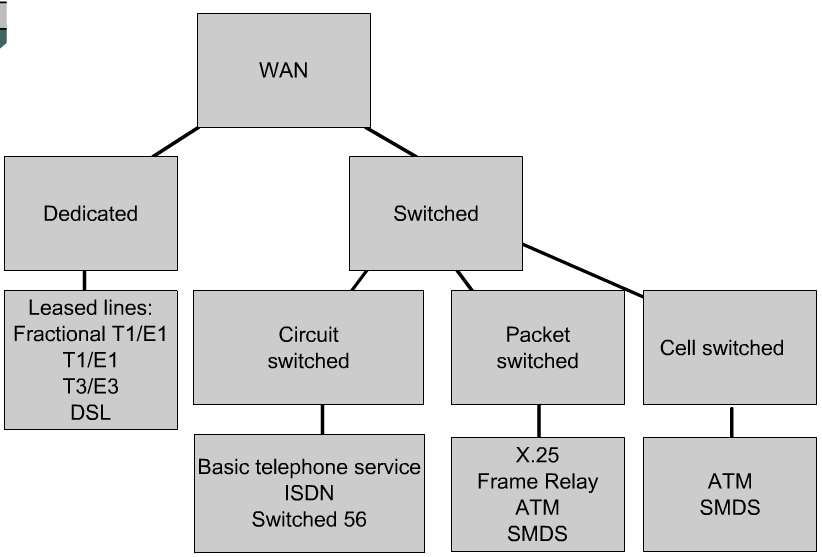 WAN
Dedicated
Switched
Leased lines:
Fractional T1/E1
T1/E1
T3/E3
DSL
Circuit
switched
Packet
switched
Cell switched
Basic telephone service
ISDN
Switched 56
X.25
Frame Relay
ATM
SMDS
ATM
SMDS